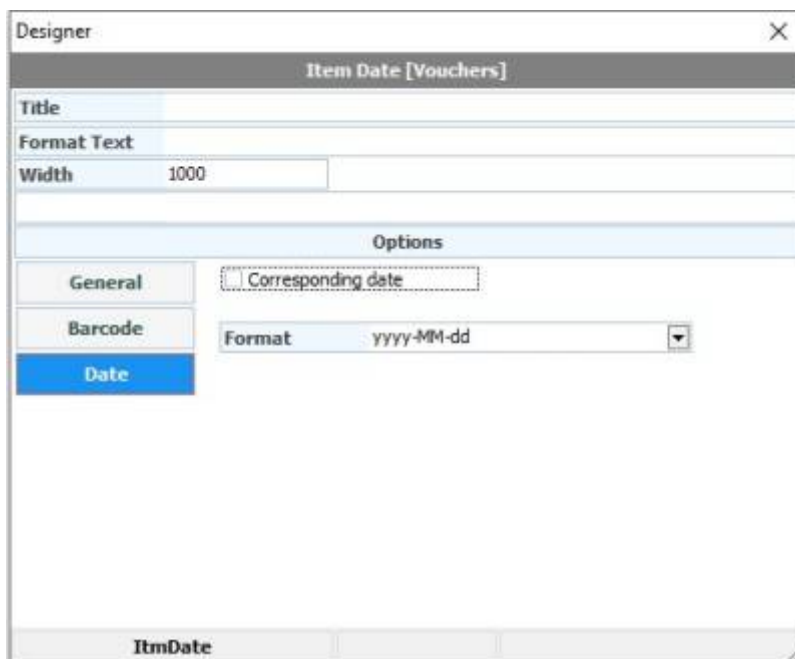 Designer
Item Date [Vouchers]
Title
Format Text
Width 1000
Options
General
Corresponding date
Barcode
Format yyyy-MM-dd
Date
ItmDate